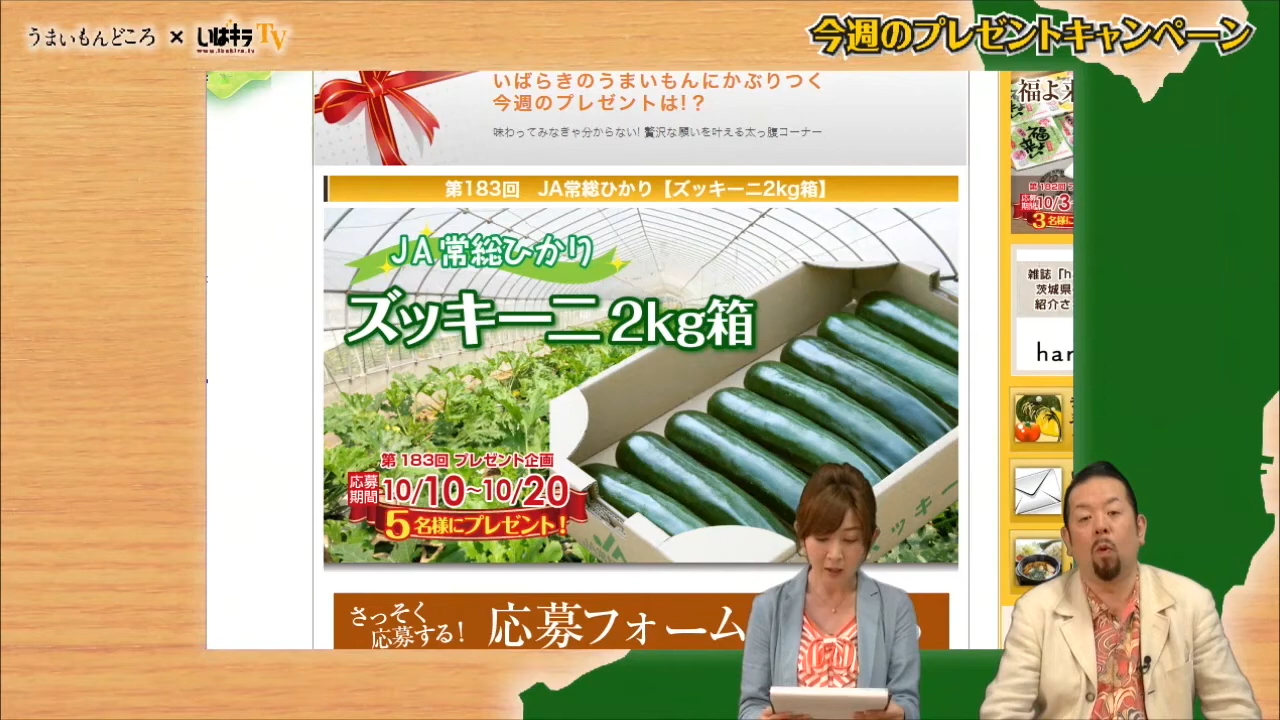 うまいもんどころ × いばキラTV
www.ibakira.tv
今週のプレゼントキャンペーン
いばらきのうまいもんにかぶりつく
今週のプレゼントは!？
味わってみなきゃ分からない! 贅沢な願いを叶える太っ腹コーナー
第183回 JA常総ひかり【ズッキーニ2kg箱】
JA常総ひかり
ズッキーニ2kg箱
第183回 プレゼント企画
応募期間 10/10~10/20
5名様にプレゼント!
さっそく
応募する!
応募フォーム
福よ来
福来い
第182回
応募期間 10/3
3名様に
雑誌「h
茨城県
紹介さ
har